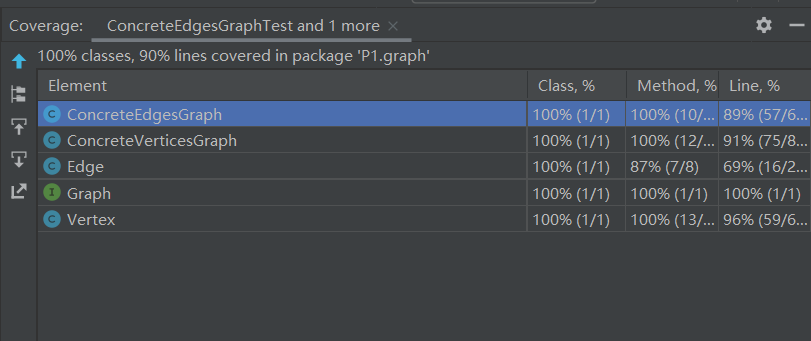 Coverage: ConcreteEdgesGraphTest and 1 more ×
100% classes, 90% lines covered in package 'P1.graph'
Element Class, % Method, % Line, %
C ConcreteEdgesGraph 100% (1/1) 100% (10/... 89% (57/6...
C ConcreteVerticesGraph 100% (1/1) 100% (12/... 91% (75/8...
C Edge 100% (1/1) 87% (7/8) 69% (16/2...
I Graph 100% (1/1) 100% (1/1) 100% (1/1)
C Vertex 100% (1/1) 100% (13/... 96% (59/6...